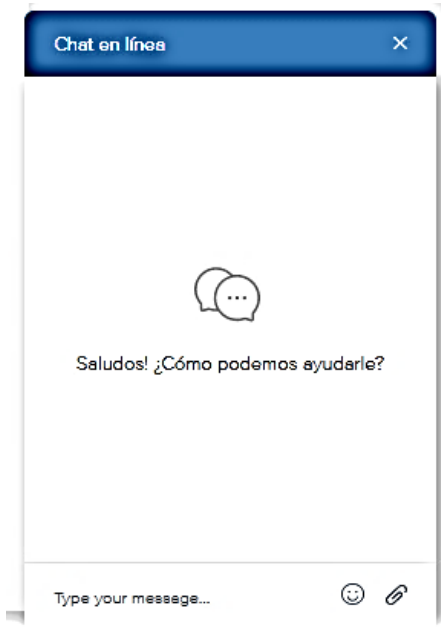 Chat en línea
Saludos! ¿Cómo podemos ayudarle?
Type your message...